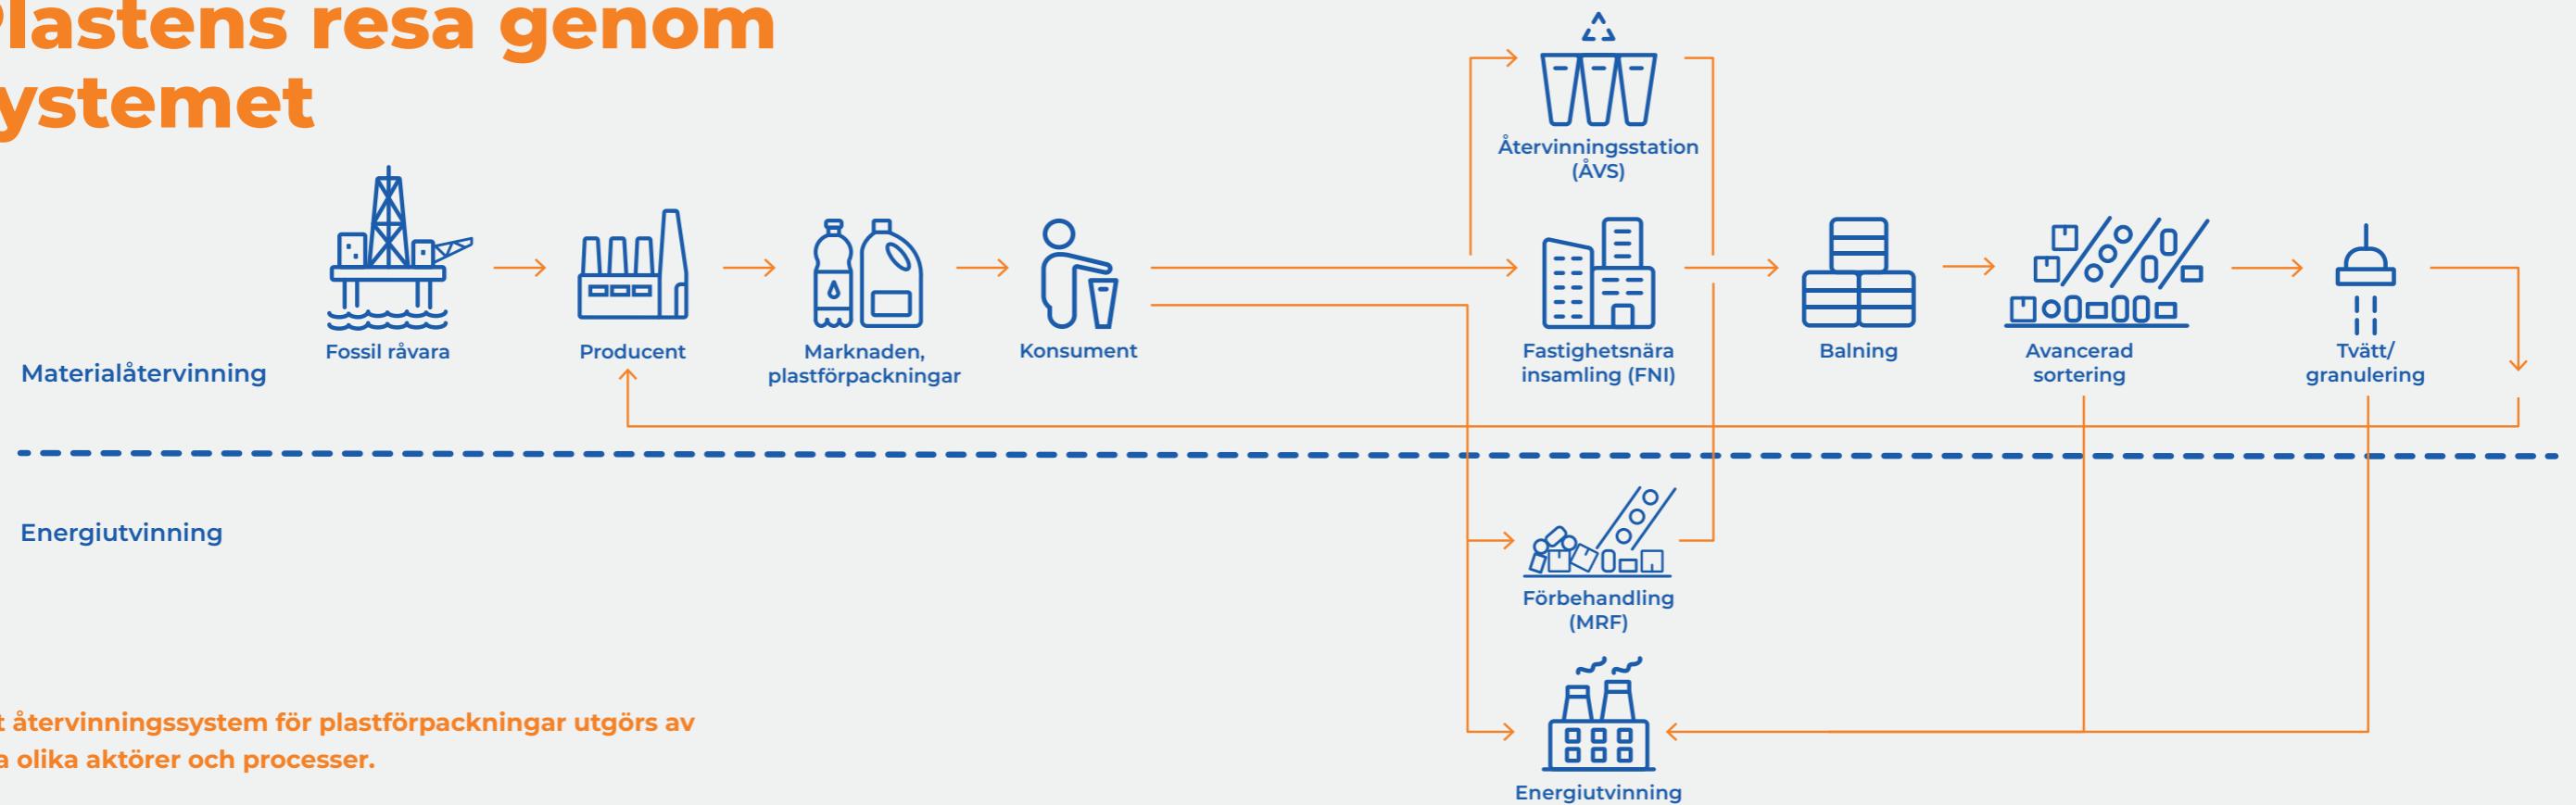 Plastens resa genom
ystemet
Återvinningsstation
(ÅVS)
Fossil råvara
Producent
Marknaden,
plastförpackningar
Konsument
Fastighetsnära
insamling (FNI)
Balning
Avancerad
sortering
Tvätt/
granulering
Materialåtervinning
Energiutvinning
Förbehandling
(MRF)
Energiutvinning
t återvinningssystem för plastförpackningar utgörs av
a olika aktörer och processer.